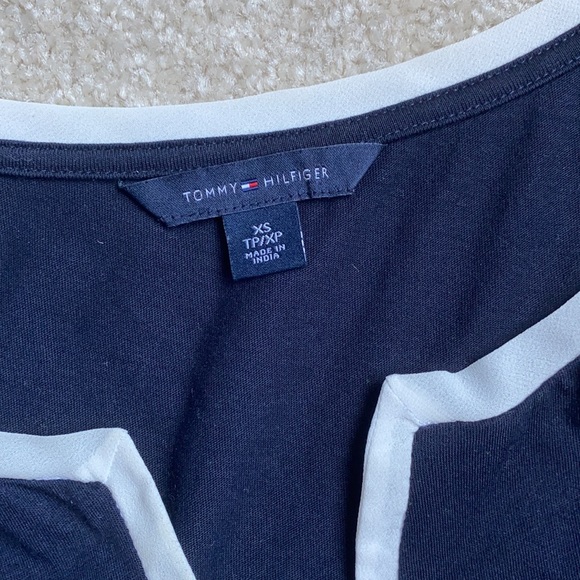 TOMMY HILFIGER
XS
TP/XP
MADE IN
INDIA